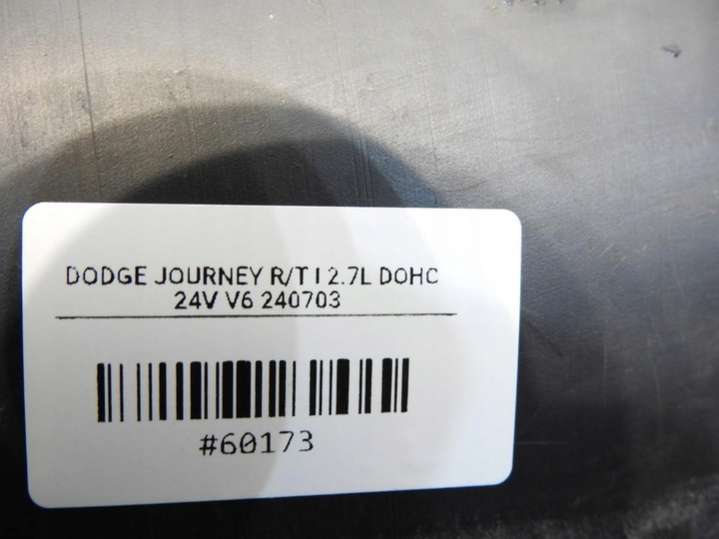 DODGE JOURNEY R/T I 2.7L DOHC
24V V6 240703
#60173